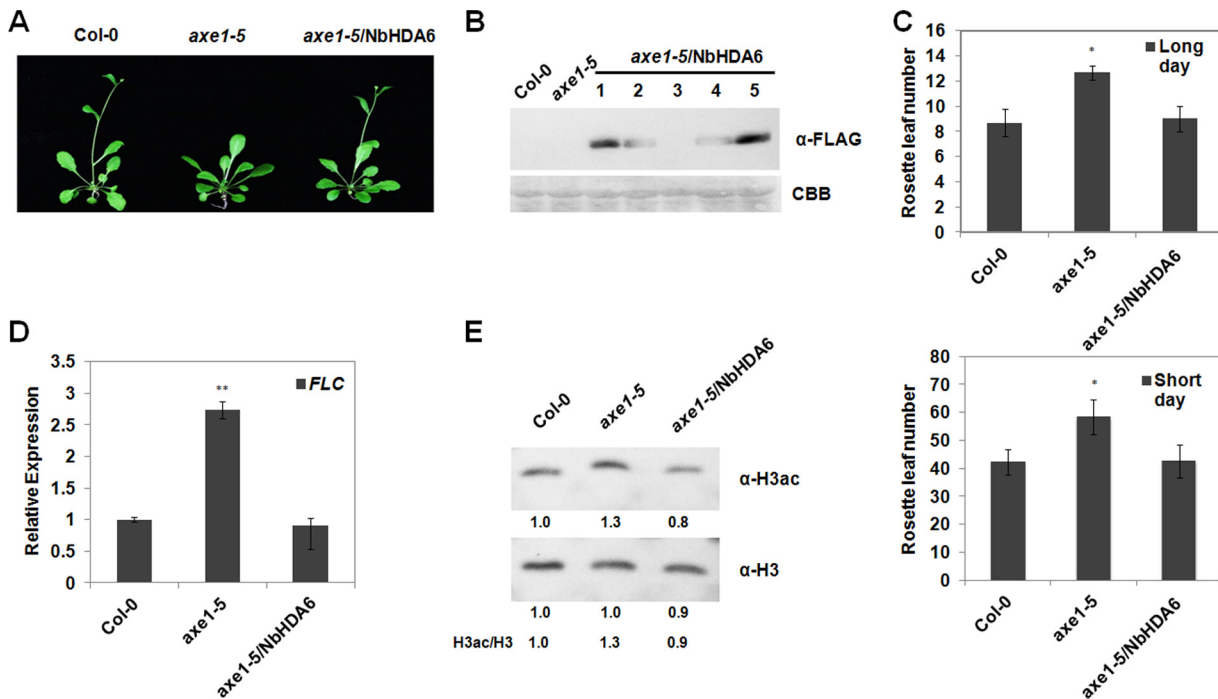 A
Col-0 axe1-5 axe1-5/NbHDA6
B
Col-0 axe1-5 axe1-5/NbHDA6
1 2 3 4 5
α-FLAG
CBB
C
Rosette leaf number
16
14
12
10
8
6
4
2
0
*
Long day
Col-0 axe1-5 axe1-5/NbHDA6
D
Relative Expression
3.5
3
2.5
2
1.5
1
0.5
0
**
FLC
Col-0 axe1-5 axe1-5/NbHDA6
E
Col-0 axe1-5 axe1-5/NbHDA6
α-H3ac
1.0 1.3 0.8
α-H3
1.0 1.0 0.9
H3ac/H3 1.0 1.3 0.9
Rosette leaf number
80
70
60
50
40
30
20
10
0
*
Short day
Col-0 axe1-5 axe1-5/NbHDA6